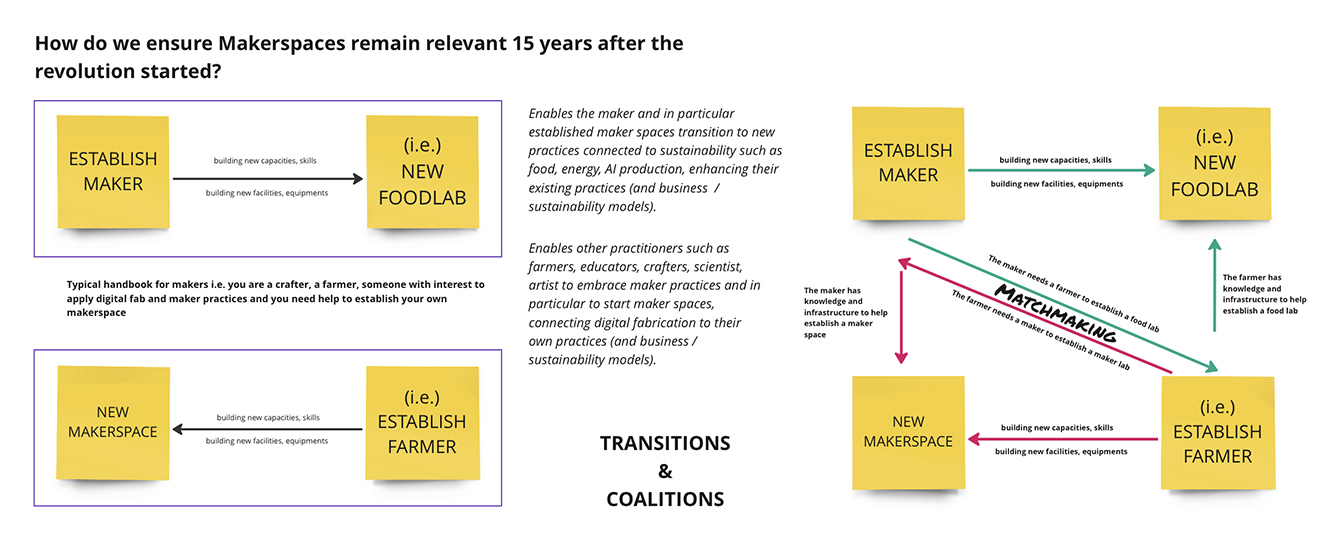 How do we ensure Makerspaces remain relevant 15 years after the
revolution started?
ESTABLISH
MAKER
building new capacities, skills
building new facilities, equipments
(i.e.)
NEW
FOODLAB
Typical handbook for makers i.e. you are a crafter, a farmer, someone with interest to
apply digital fab and maker practices and you need help to establish your own
makerspace
NEW
MAKERSPACE
building new capacities, skills
building new facilities, equipments
(i.e.)
ESTABLISH
FARMER
Enables the maker and in particular
established maker spaces transition to new
practices connected to sustainability such as
food, energy, AI production, enhancing their
existing practices (and business /
sustainability models).
Enables other practitioners such as
farmers, educators, crafters, scientist,
artist to embrace maker practices and in
particular to start maker spaces,
connecting digital fabrication to their
own practices (and business /
sustainability models).
TRANSITIONS
&
COALITIONS
ESTABLISH
MAKER
building new capacities, skills
building new facilities, equipments
(i.e.)
NEW
FOODLAB
The maker has
knowledge and
infrastructure to help
establish a maker
space
The maker needs a farmer to establish a food lab
MATCHMAKING
The farmer needs a maker to establish a maker lab
The farmer has
knowledge and
infrastructure to help
establish a food lab
NEW
MAKERSPACE
building new capacities, skills
building new facilities, equipments
(i.e.)
ESTABLISH
FARMER